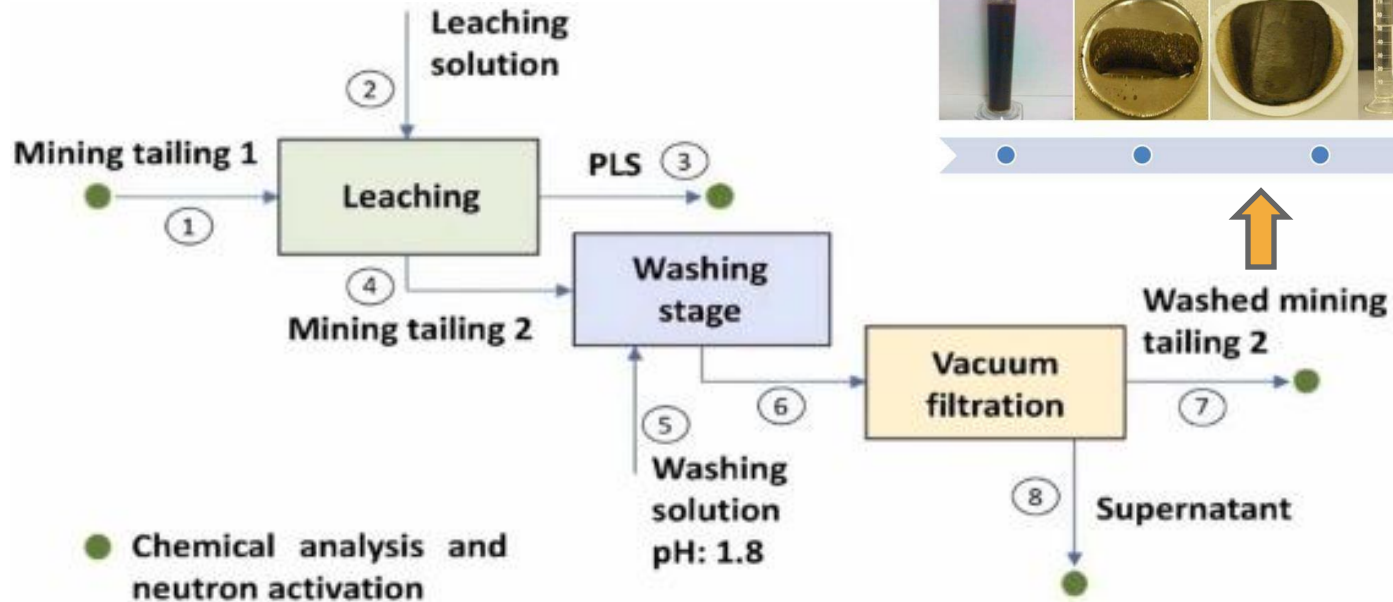 Leaching
solution
2
Mining tailing 1
1
Leaching
PLS
3
4
Mining tailing 2
Washing
stage
5
Washing
solution
pH: 1.8
6
Vacuum
filtration
Washed mining
tailing 2
7
8
Supernatant
Chemical analysis and
neutron activation